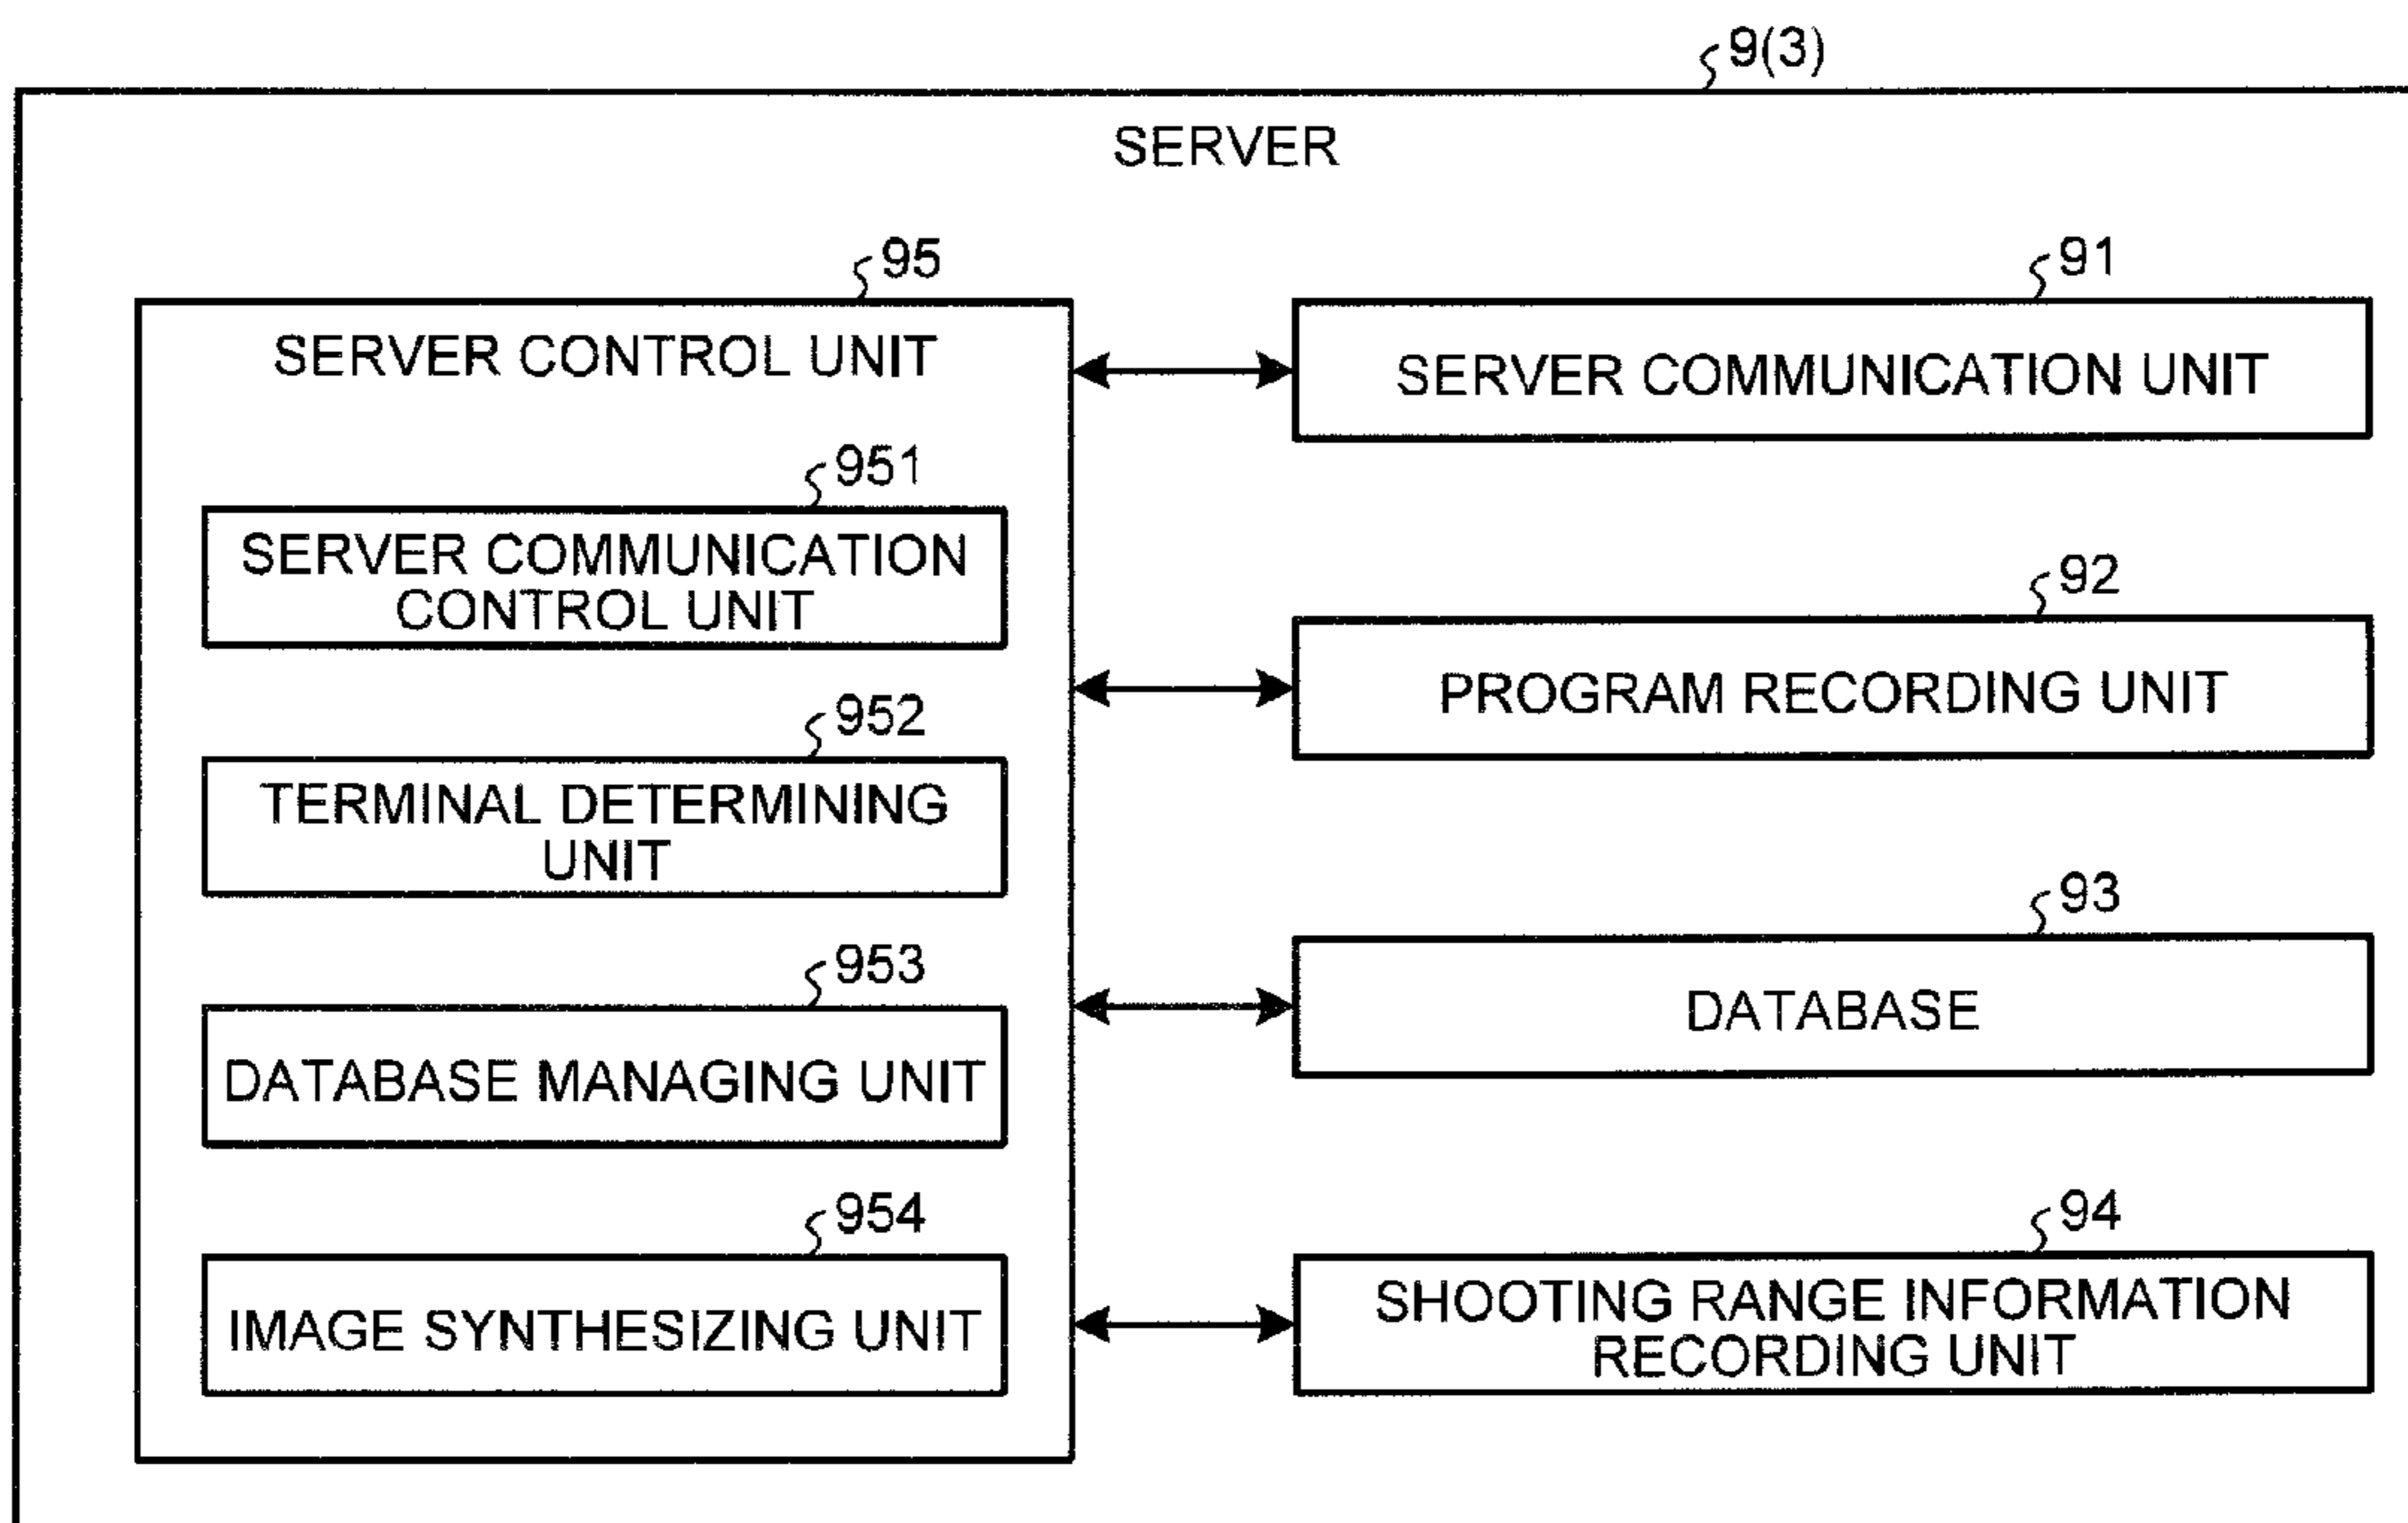 9(3)
SERVER
95
SERVER CONTROL UNIT
951
SERVER COMMUNICATION
CONTROL UNIT
952
TERMINAL DETERMINING
UNIT
953
DATABASE MANAGING UNIT
954
IMAGE SYNTHESIZING UNIT
91
SERVER COMMUNICATION UNIT
92
PROGRAM RECORDING UNIT
93
DATABASE
94
SHOOTING RANGE INFORMATION
RECORDING UNIT